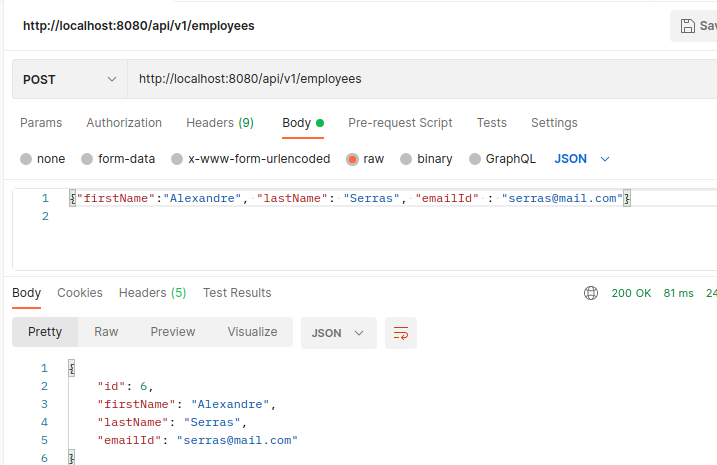 http://localhost:8080/api/v1/employees
Sav
POST http://localhost:8080/api/v1/employees
Params Authorization Headers (9) Body Pre-request Script Tests Settings
none form-data x-www-form-urlencoded raw binary GraphQL JSON
1 {"firstName":"Alexandre", "lastName": "Serras", "emailId" : "serras@mail.com"}
2
Body Cookies Headers (5) Test Results 200 OK 81 ms 24
Pretty Raw Preview Visualize JSON
1 {
2 "id": 6,
3 "firstName": "Alexandre",
4 "lastName": "Serras",
5 "emailId": "serras@mail.com"
6 }